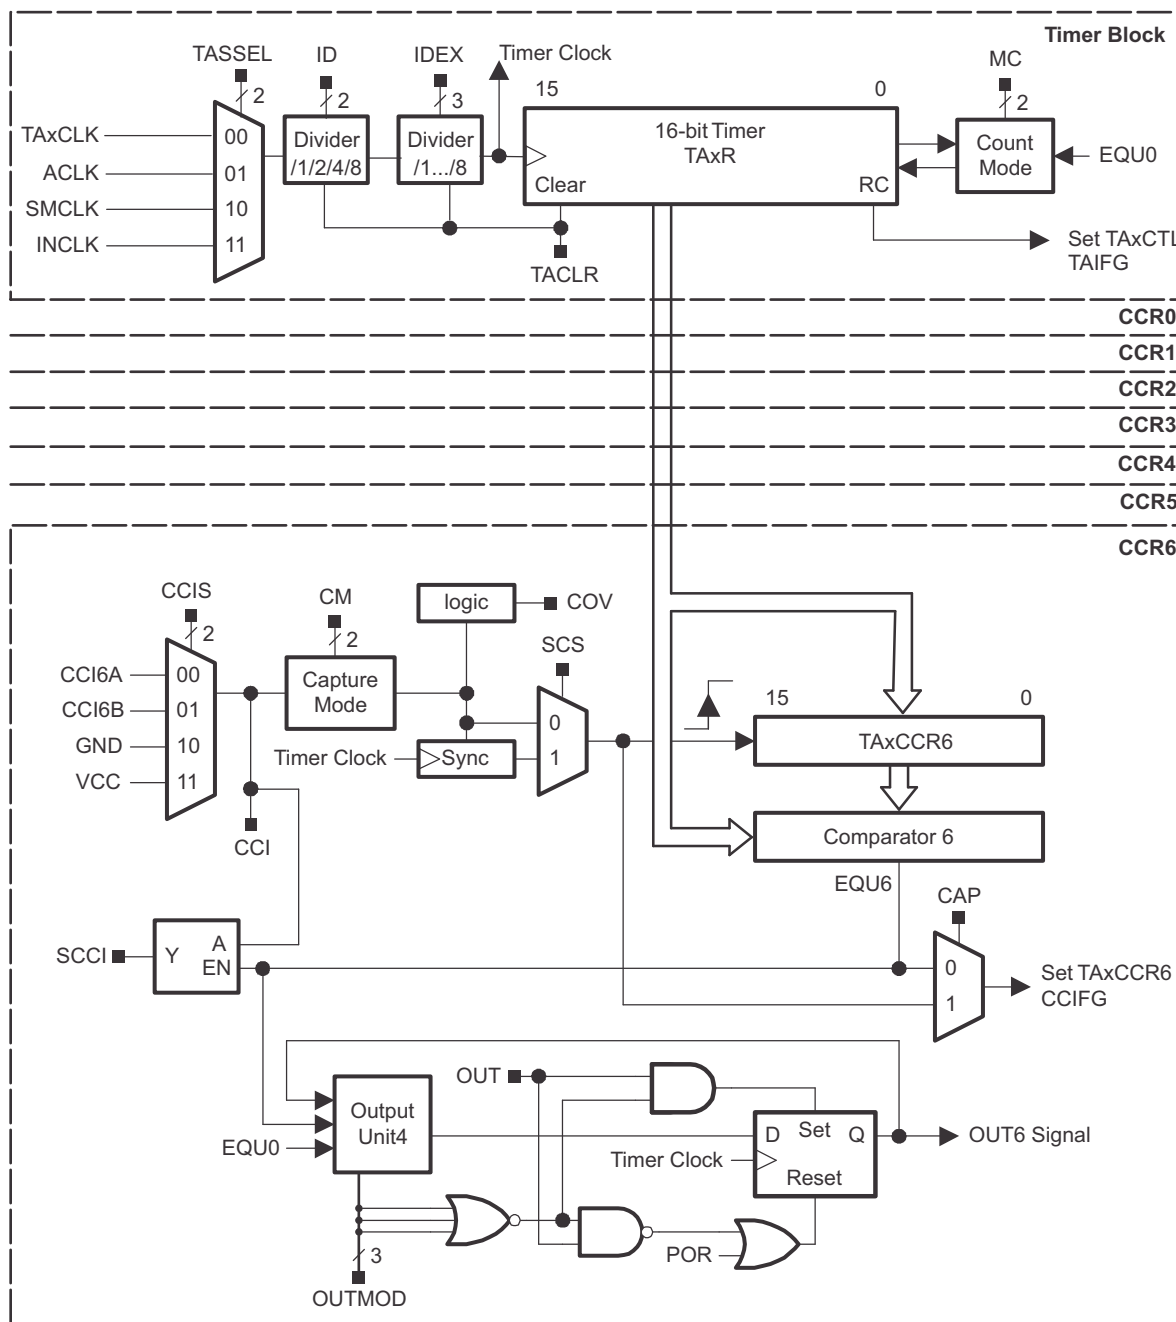 Timer Block
TASSEL
ID
IDEX
Timer Clock
MC
2
2
3
15
0
2
TAxCLK
ACLK
SMCLK
INCLK
00
01
10
11
Divider
/1/2/4/8
Divider
/1.../8
16-bit Timer
TAxR
Clear
RC
Count
Mode
EQU0
Set TAxCTL
TAIFG
TACLR
CCR0
CCR1
CCR2
CCR3
CCR4
CCR5
CCR6
CCIS
2
CM
2
logic
COV
SCS
CCI6A
CCI6B
GND
VCC
00
01
10
11
Capture
Mode
Timer Clock
Sync
0
1
15
0
TAxCCR6
CCI
Comparator 6
EQU6
CAP
SCCI
Y
A
EN
0
1
Set TAxCCR6
CCIFG
OUT
Output
Unit4
EQU0
D
Set
Q
Timer Clock
Reset
OUT6 Signal
POR
3
OUTMOD